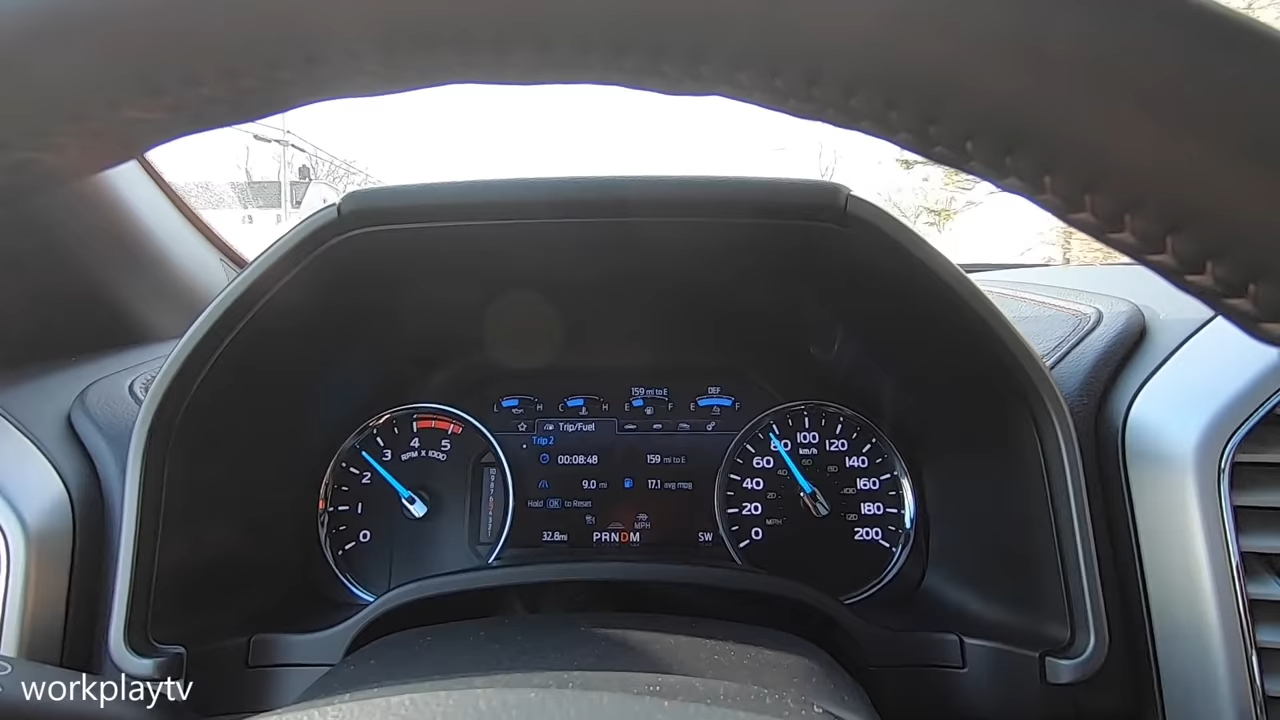 159 mi to E
DEF
L H C H E F E F
Trip/Fuel
Trip 2
00:08:48 159 mi to E
9.0 mi 17.1 avg mpg
Hold OK to Reset
MPH
32.8mi PRNDM SW
0 1 2 3 4 5
RPM X 1000
0 20 40 60 80 100 120 140 160 180 200
km/h
MPH
workplaytv